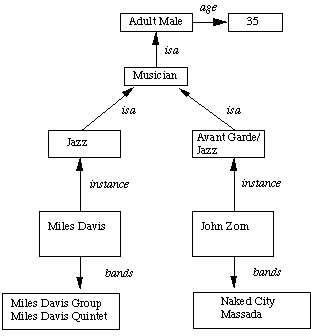 age
Adult Male
35
isa
Musician
isa
isa
Jazz
Avant Garde/
Jazz
instance
instance
Miles Davis
John Zorn
bands
bands
Miles Davis Group
Miles Davis Quintet
Naked City
Massada